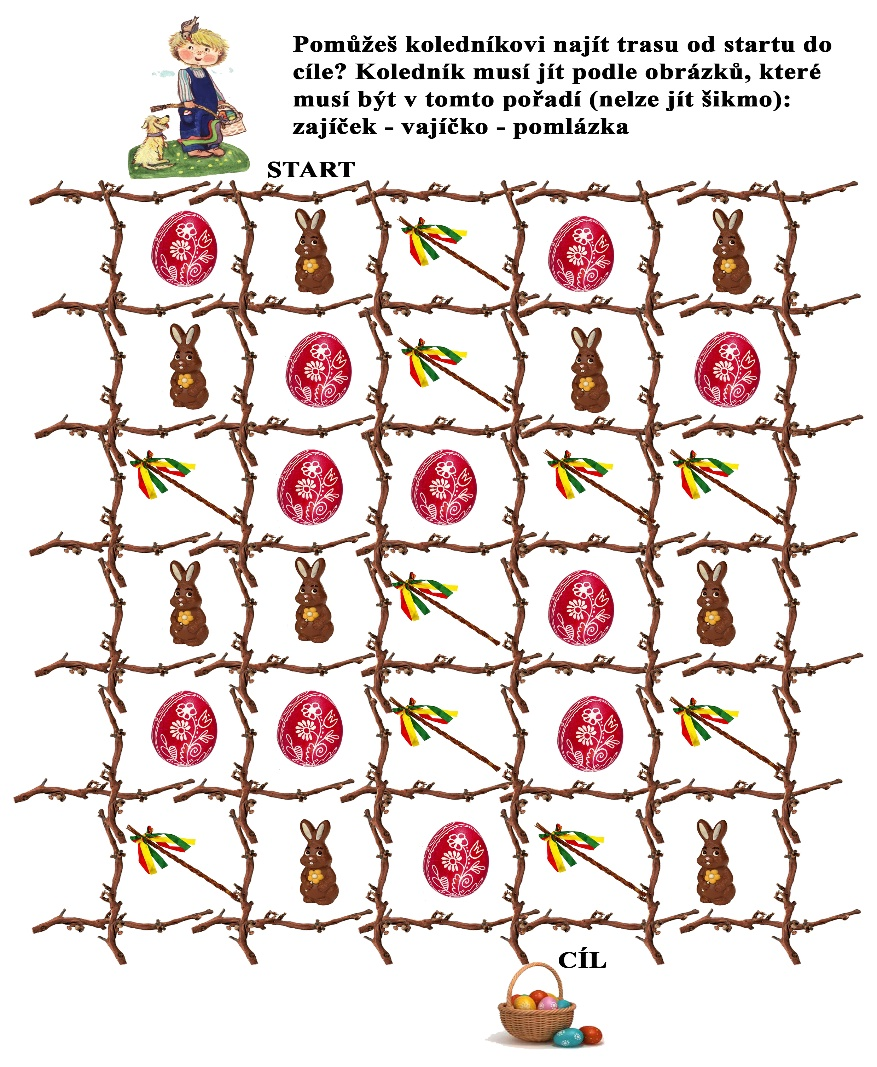 Pomůžeš koledníkovi najít trasu od startu do
cíle? Koledník musí jít podle obrázků, které
musí být v tomto pořadí (nelze jít šikmo):
zajíček - vajíčko - pomlázka
START
CÍL